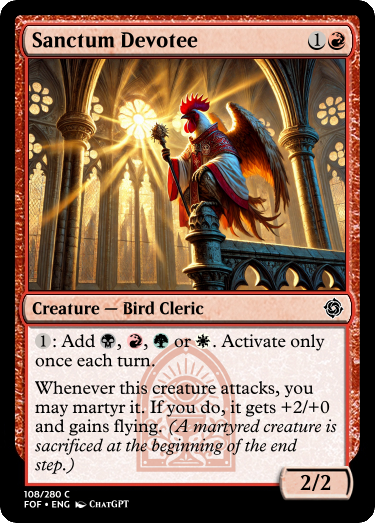 Sanctum Devotee 1R
Creature — Bird Cleric
1: Add B, R, G or W. Activate only
once each turn.
Whenever this creature attacks, you
may martyr it. If you do, it gets +2/+0
and gains flying. (A martyred creature is
sacrificed at the beginning of the end
step.)
2/2
108/280 C
FOF • ENG ChatGPT